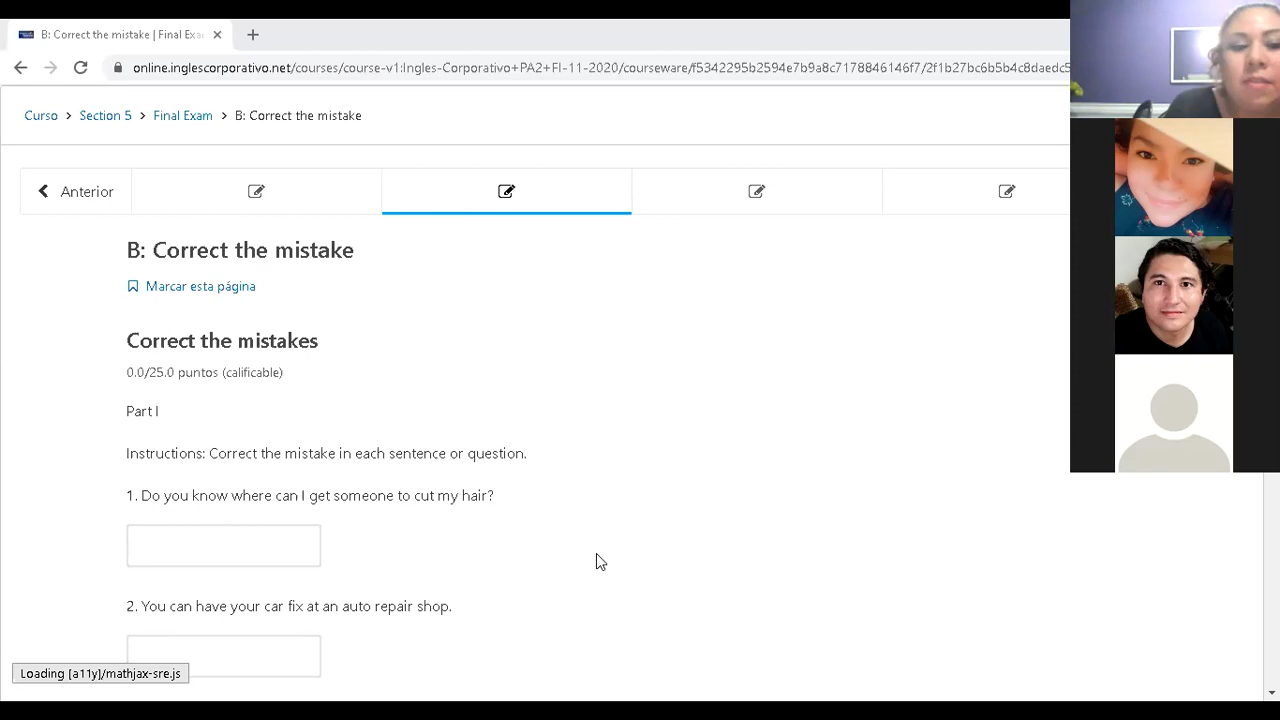 B: Correct the mistake | Final Exa
online.inglescorporativo.net/courses/course-v1:Ingles-Corporativo+PA2+FI-11-2020/courseware/f5342295b2594e7b9a8c7178846146f7/2f1b27bc6b5b4c8daedc5
Curso > Section 5 > Final Exam > B: Correct the mistake
Anterior
B: Correct the mistake
Marcar esta página
Correct the mistakes
0.0/25.0 puntos (calificable)
Part I
Instructions: Correct the mistake in each sentence or question.
1. Do you know where can I get someone to cut my hair?
2. You can have your car fix at an auto repair shop.
Loading [a11y]/mathjax-sre.js